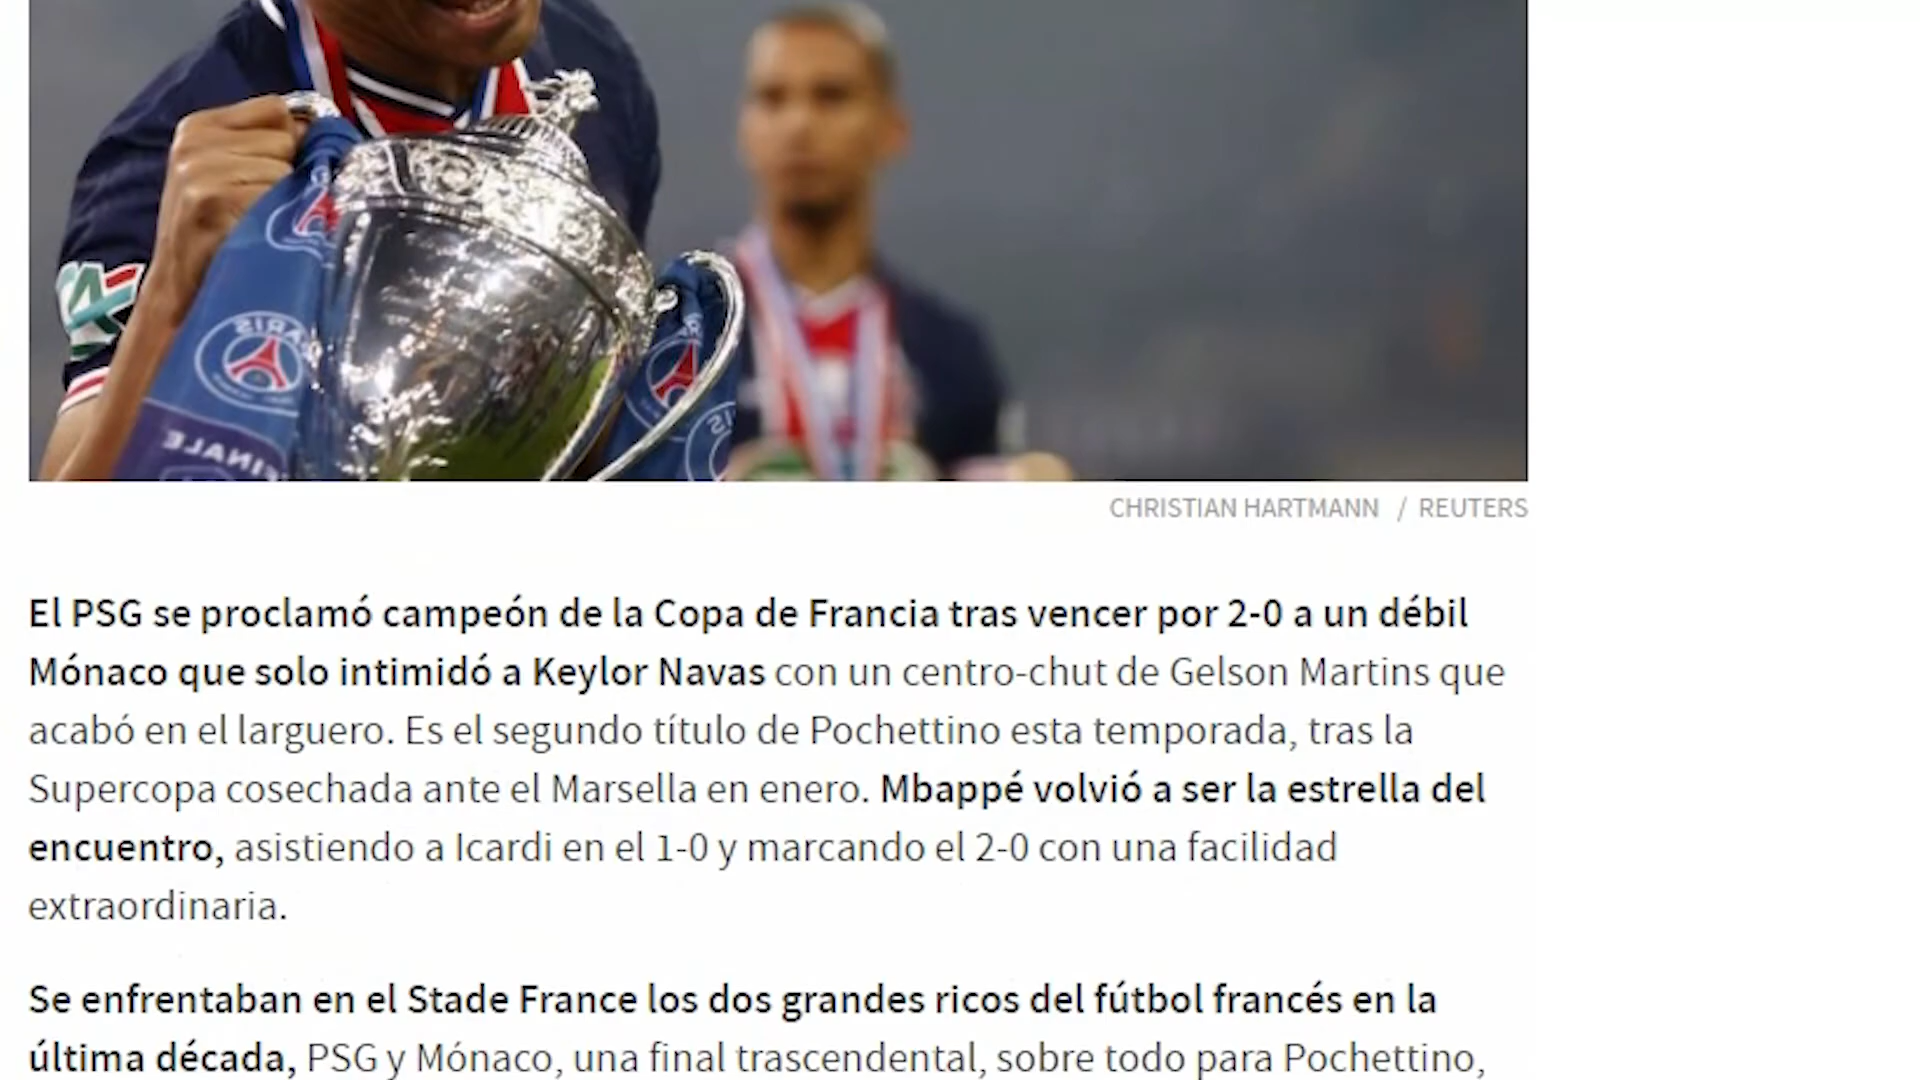 PARIS
FINALE
CHRISTIAN HARTMANN / REUTERS
El PSG se proclamó campeón de la Copa de Francia tras vencer por 2-0 a un débil
Mónaco que solo intimidó a Keylor Navas con un centro-chut de Gelson Martins que
acabó en el larguero. Es el segundo título de Pochettino esta temporada, tras la
Supercopa cosechada ante el Marsella en enero. Mbappé volvió a ser la estrella del
encuentro, asistiendo a Icardi en el 1-0 y marcando el 2-0 con una facilidad
extraordinaria.
Se enfrentaban en el Stade France los dos grandes ricos del fútbol francés en la
última década, PSG y Mónaco, una final trascendental, sobre todo para Pochettino,